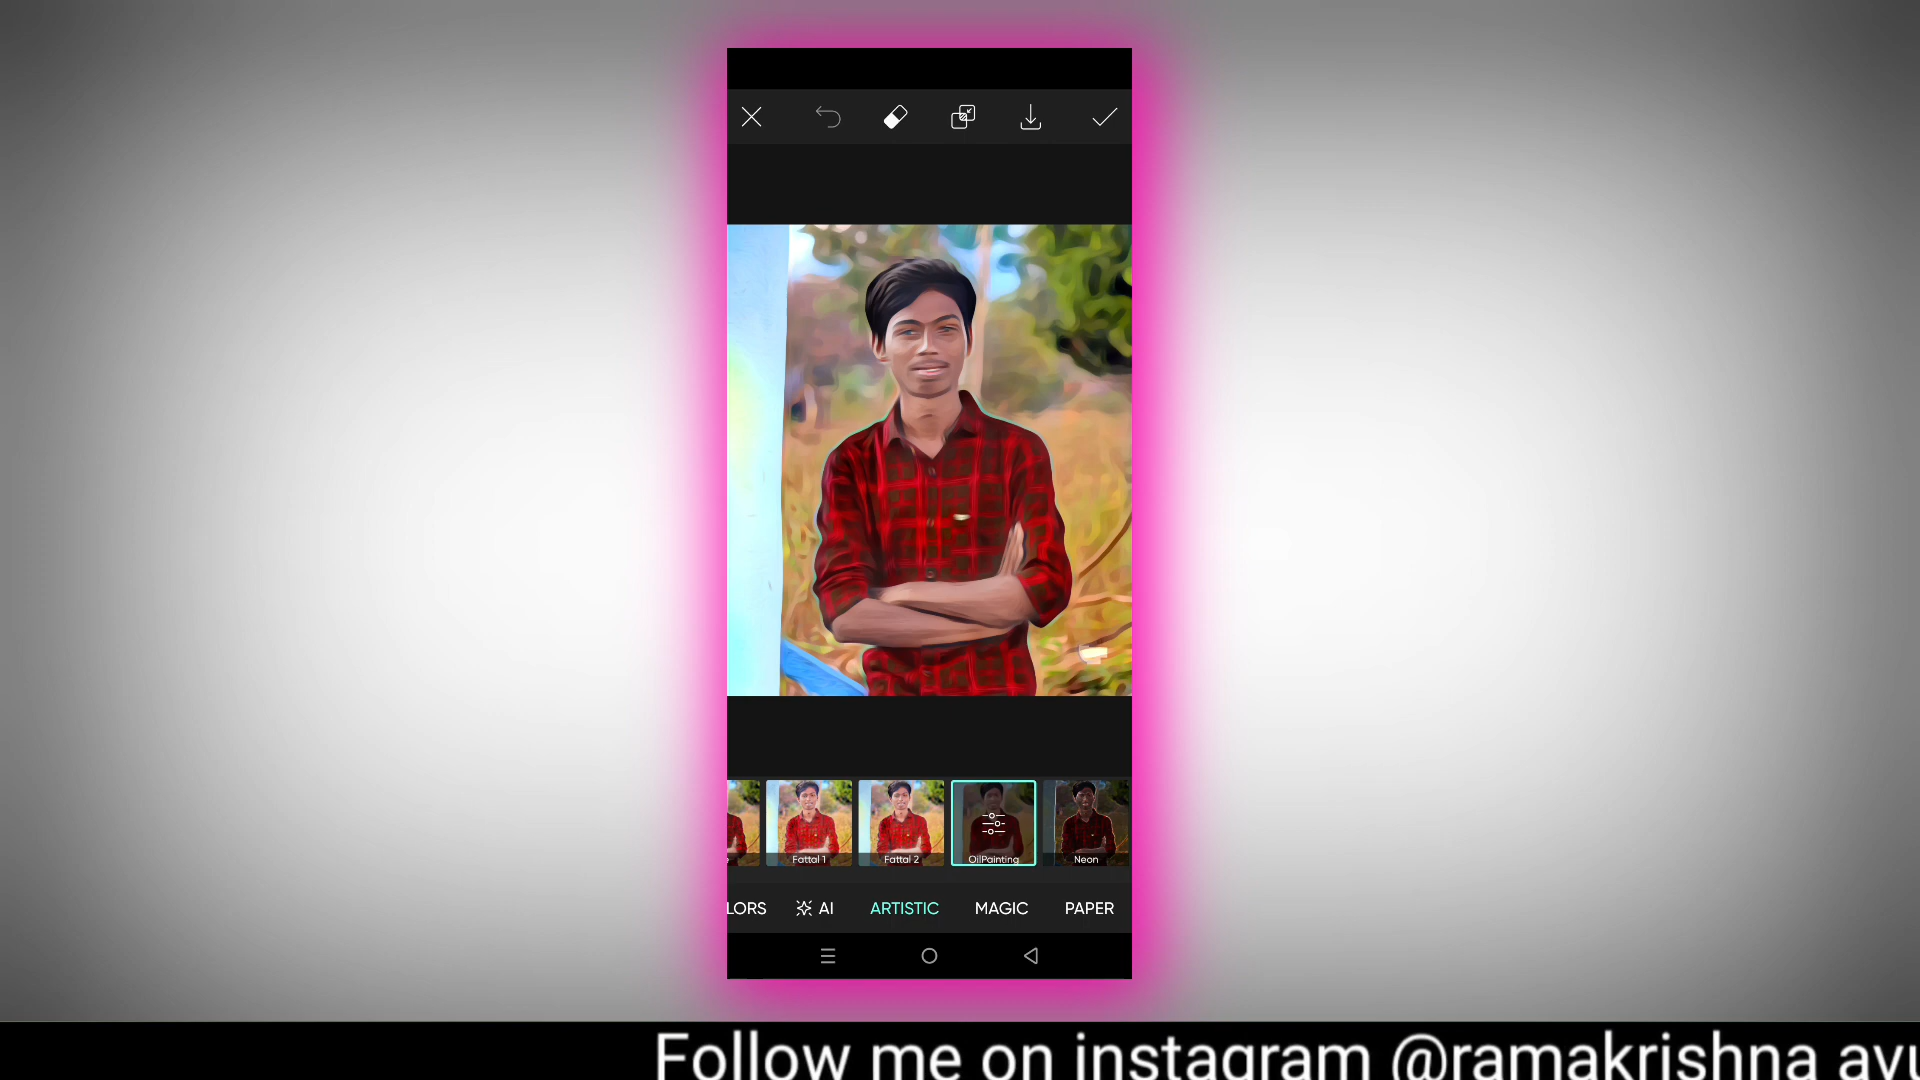 Fattal 1 Fattal 2 OilPainting Neon
LORS AI ARTISTIC MAGIC PAPER
Follow me on instagram @ramakrishna